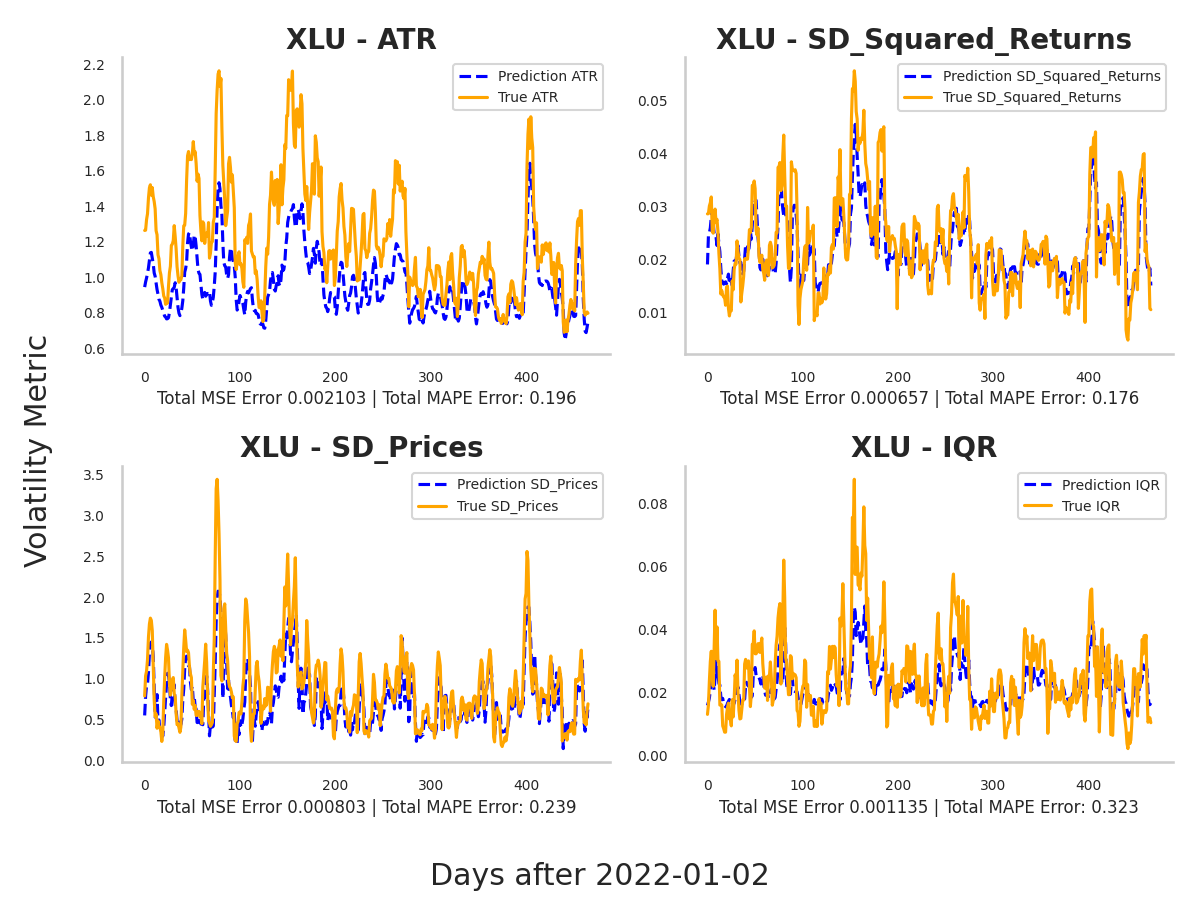 XLU - ATR
2.2
2.0
1.8
1.6
1.4
1.2
1.0
0.8
0.6
Prediction ATR
True ATR
0 100 200 300 400
Total MSE Error 0.002103 | Total MAPE Error: 0.196
XLU - SD_Squared_Returns
0.05
0.04
0.03
0.02
0.01
Prediction SD_Squared_Returns
True SD_Squared_Returns
0 100 200 300 400
Total MSE Error 0.000657 | Total MAPE Error: 0.176
Volatility Metric
XLU - SD_Prices
3.5
3.0
2.5
2.0
1.5
1.0
0.5
0.0
Prediction SD_Prices
True SD_Prices
0 100 200 300 400
Total MSE Error 0.000803 | Total MAPE Error: 0.239
XLU - IQR
0.08
0.06
0.04
0.02
0.00
Prediction IQR
True IQR
0 100 200 300 400
Total MSE Error 0.001135 | Total MAPE Error: 0.323
Days after 2022-01-02